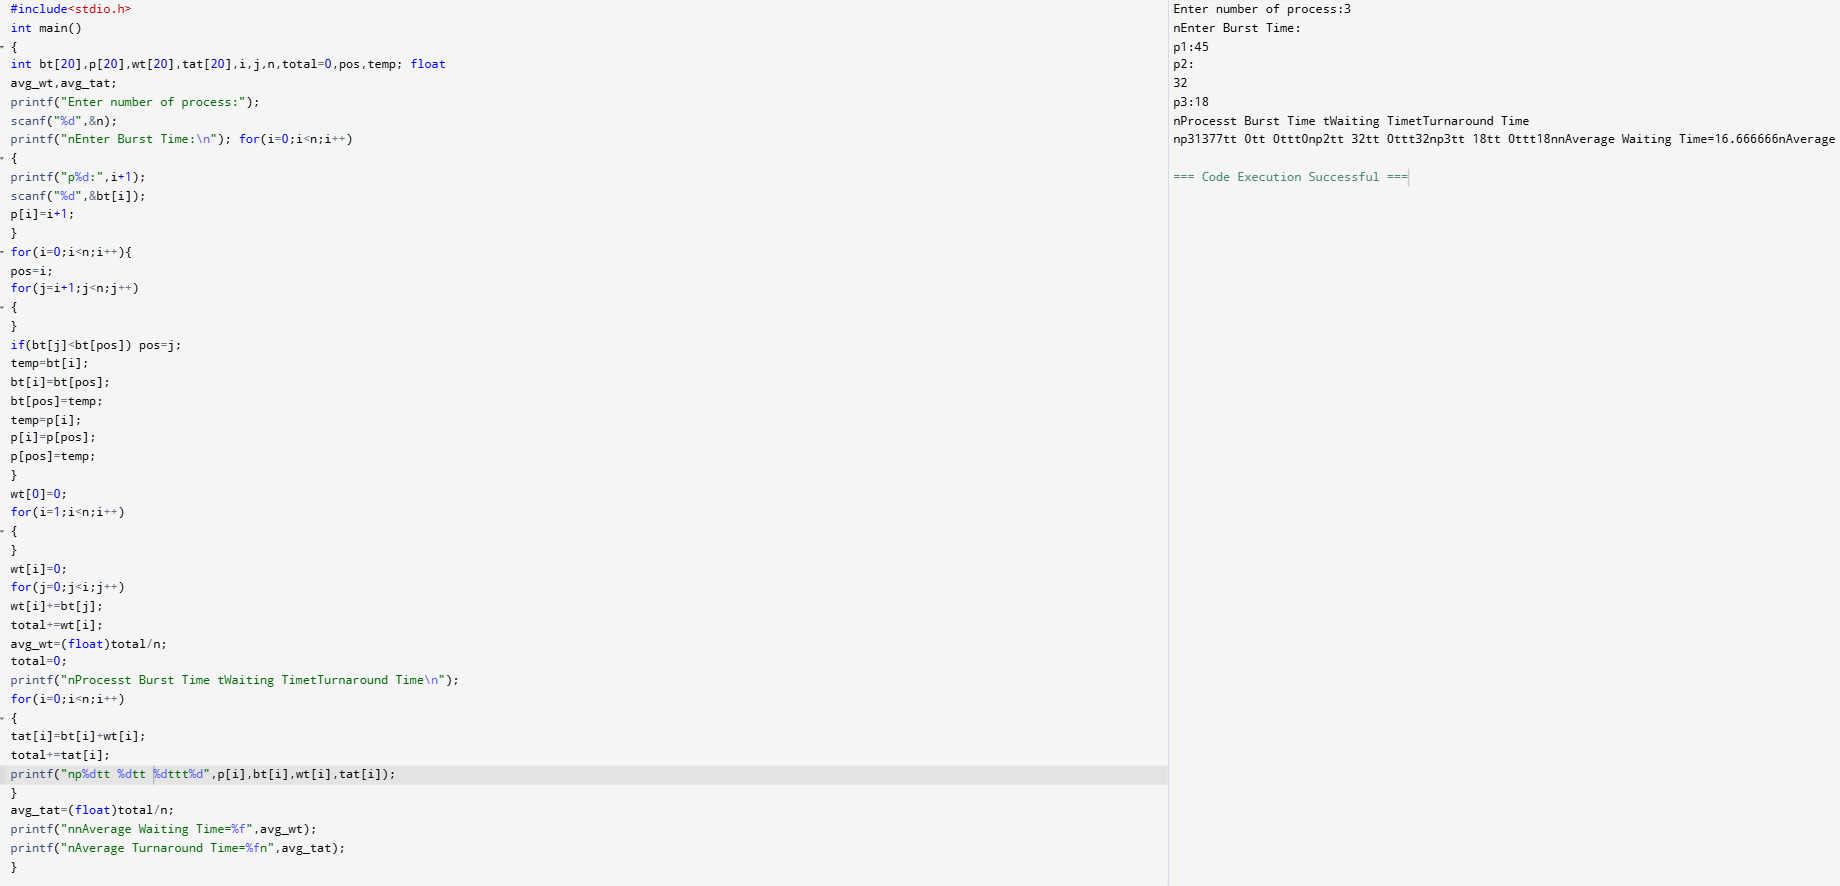 #include<stdio.h>
int main()
{
int bt[20],p[20],wt[20],tat[20],i,j,n,total=0,pos,temp; float
avg_wt,avg_tat;
printf("Enter number of process:");
scanf("%d",&n);
printf("nEnter Burst Time:\n"); for(i=0;i<n;i++)
{
printf("p%d:",i+1);
scanf("%d",&bt[i]);
p[i]=i+1;
}
for(i=0;i<n;i++){
pos=i;
for(j=i+1;j<n;j++)
{
}
if(bt[j]<bt[pos]) pos=j;
temp=bt[i];
bt[i]=bt[pos];
bt[pos]=temp;
temp=p[i];
p[i]=p[pos];
p[pos]=temp;
}
wt[0]=0;
for(i=1;i<n;i++)
{
}
wt[i]=0;
for(j=0;j<i;j++)
wt[i]+=bt[j];
total+=wt[i];
avg_wt=(float)total/n;
total=0;
printf("nProcesst Burst Time tWaiting TimetTurnaround Time\n");
for(i=0;i<n;i++)
{
tat[i]=bt[i]+wt[i];
total+=tat[i];
printf("np%dtt %dtt %dttt%d",p[i],bt[i],wt[i],tat[i]);
}
avg_tat=(float)total/n;
printf("nnAverage Waiting Time=%f",avg_wt);
printf("nAverage Turnaround Time=%fn",avg_tat);
}
Enter number of process:3
nEnter Burst Time:
p1:45
p2:
32
p3:18
nProcesst Burst Time tWaiting TimetTurnaround Time
np31377tt 0tt 0ttt0np2tt 32tt 0ttt32np3tt 18tt 0ttt18nnAverage Waiting Time=16.666666nAverage
=== Code Execution Successful ===